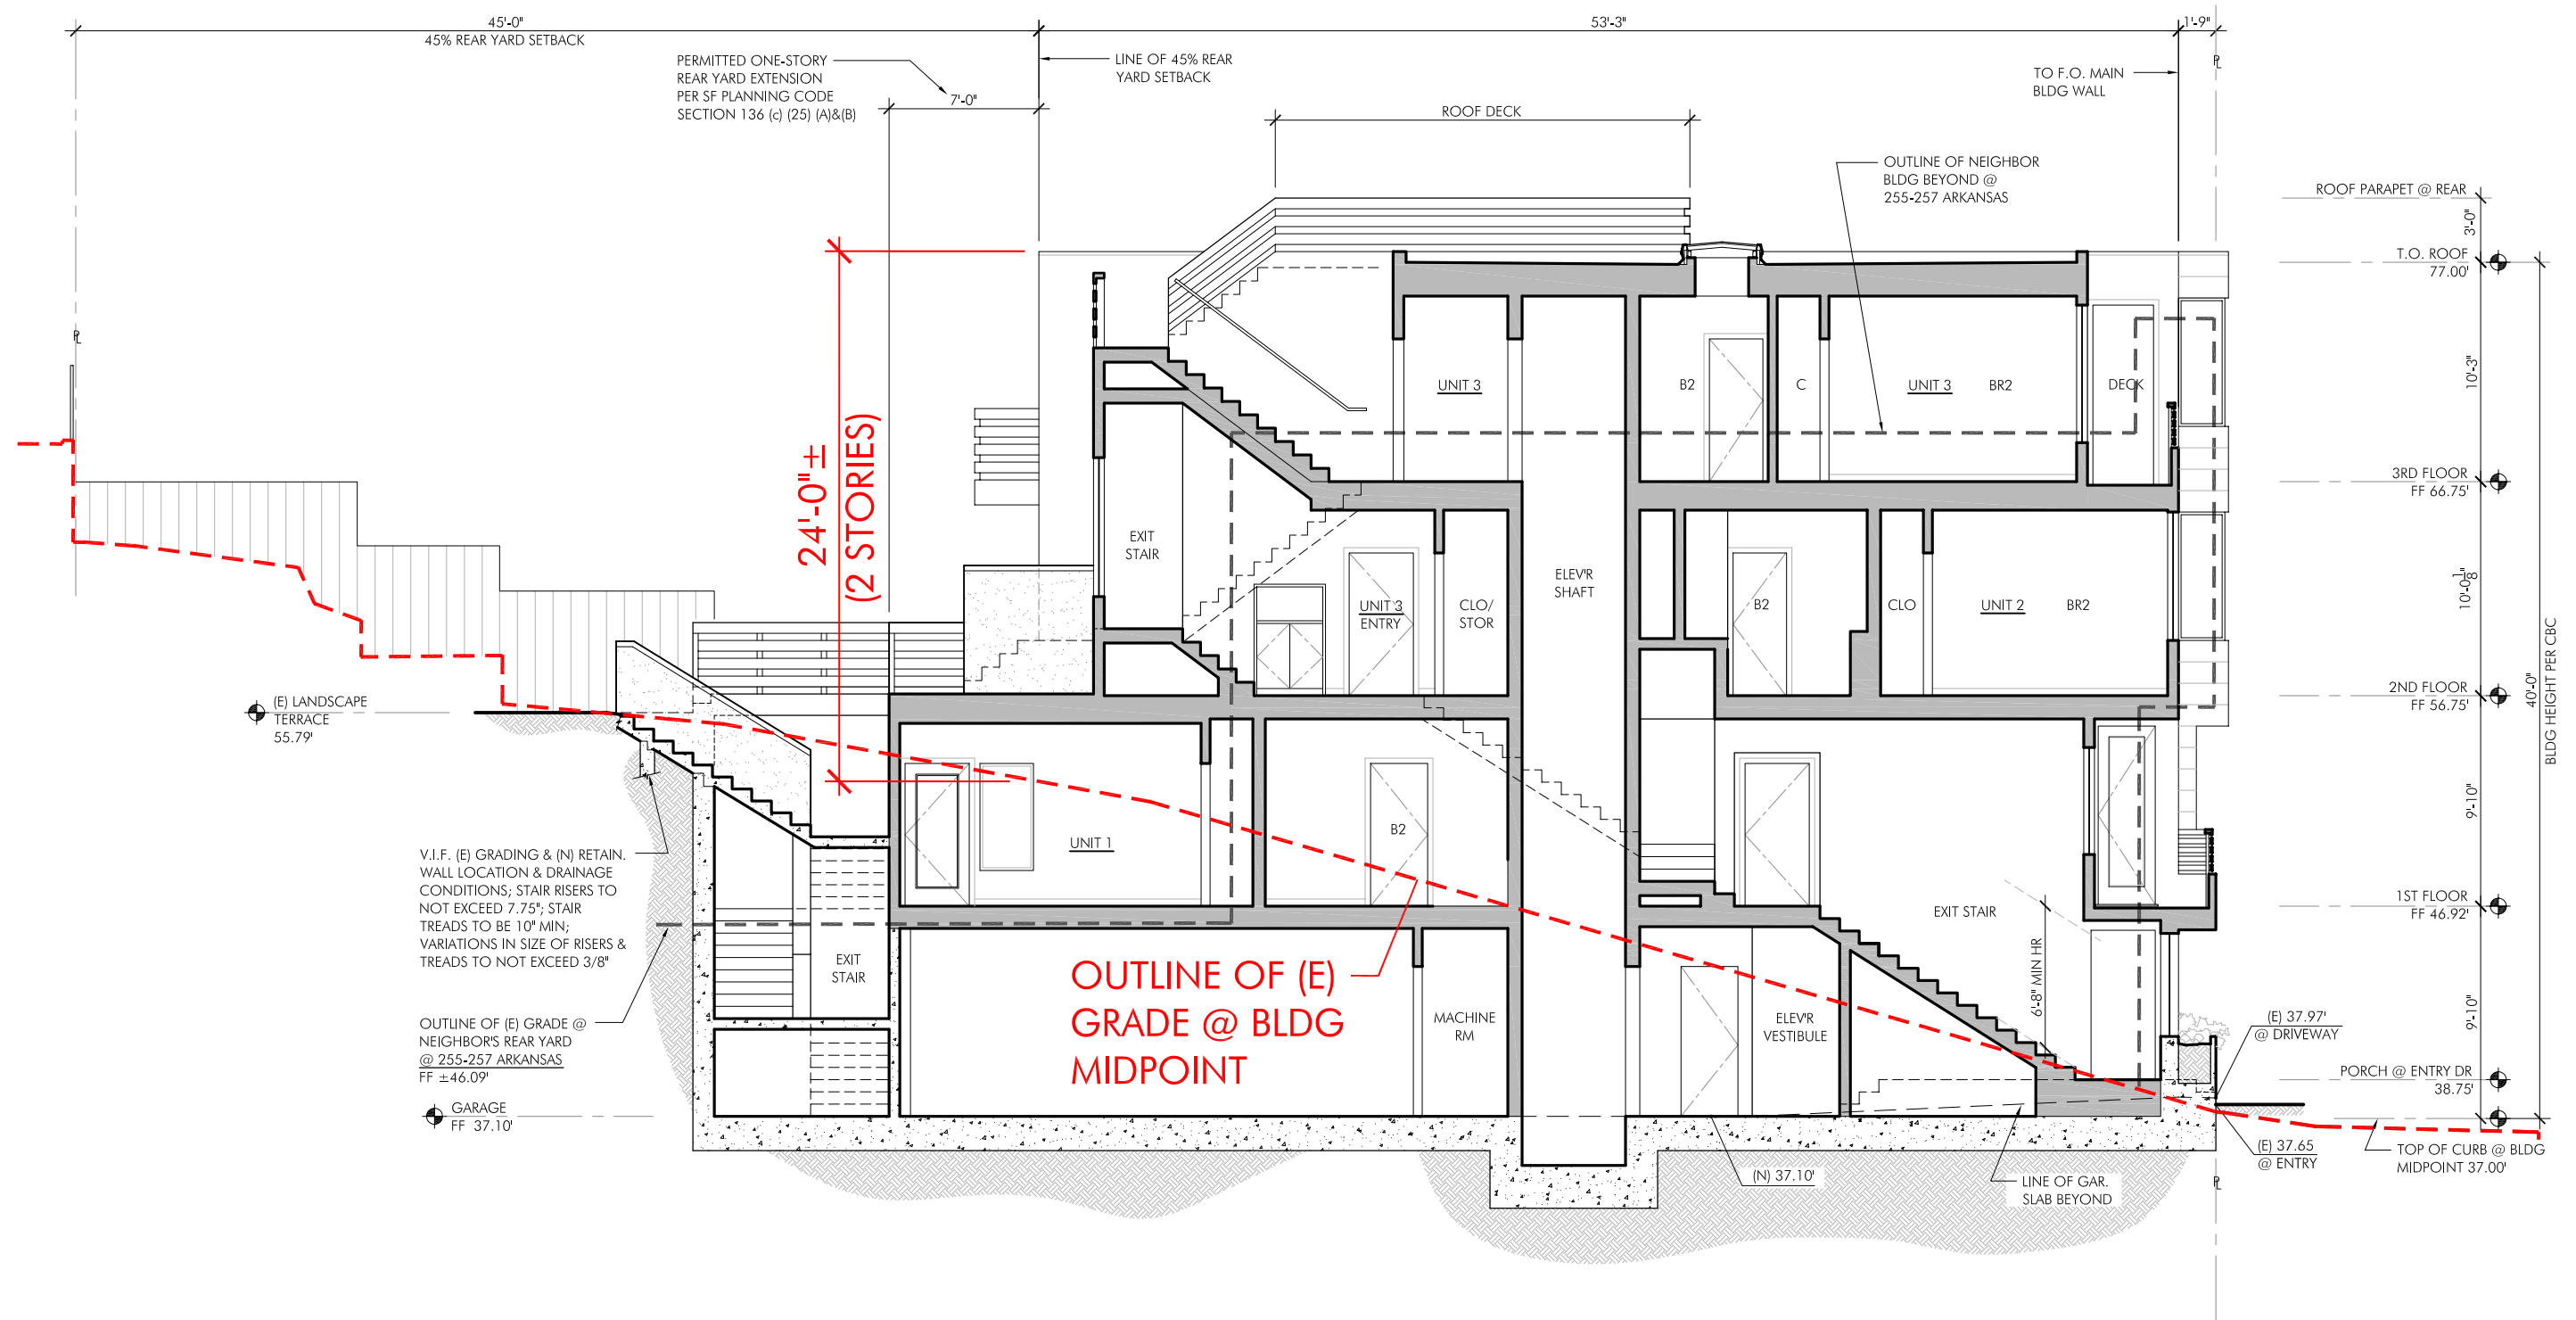 45'-0"
45% REAR YARD SETBACK
53'-3"
1'-9"
PERMITTED ONE-STORY
REAR YARD EXTENSION
PER SF PLANNING CODE
SECTION 136 (c) (25) (A)&(B)
7'-0"
LINE OF 45% REAR
YARD SETBACK
TO F.O. MAIN
BLDG WALL
PL
ROOF DECK
OUTLINE OF NEIGHBOR
BLDG BEYOND @
255-257 ARKANSAS
ROOF PARAPET @ REAR
3'-0"
T.O. ROOF
77.00'
PL
24'-0"±
(2 STORIES)
UNIT 3
B2
C
UNIT 3
BR2
DECK
10'-3"
3RD FLOOR
FF 66.75'
EXIT
STAIR
ELEV'R
SHAFT
UNIT 3
ENTRY
CLO/
STOR
B2
CLO
UNIT 2
BR2
10'-0 1/8"
40'-0"
BLDG HEIGHT PER CBC
2ND FLOOR
FF 56.75'
(E) LANDSCAPE
TERRACE
55.79'
9'-10"
UNIT 1
B2
V.I.F. (E) GRADING & (N) RETAIN.
WALL LOCATION & DRAINAGE
CONDITIONS; STAIR RISERS TO
NOT EXCEED 7.75"; STAIR
TREADS TO BE 10" MIN;
VARIATIONS IN SIZE OF RISERS &
TREADS TO NOT EXCEED 3/8"
1ST FLOOR
FF 46.92'
EXIT STAIR
6'-8" MIN HR
EXIT
STAIR
OUTLINE OF (E)
GRADE @ BLDG
MIDPOINT
MACHINE
RM
ELEV'R
VESTIBULE
9'-10"
OUTLINE OF (E) GRADE @
NEIGHBOR'S REAR YARD
@ 255-257 ARKANSAS
FF ±46.09'
(E) 37.97'
@ DRIVEWAY
PORCH @ ENTRY DR
38.75'
GARAGE
FF 37.10'
(E) 37.65
@ ENTRY
TOP OF CURB @ BLDG
MIDPOINT 37.00'
(N) 37.10'
LINE OF GAR.
SLAB BEYOND
PL